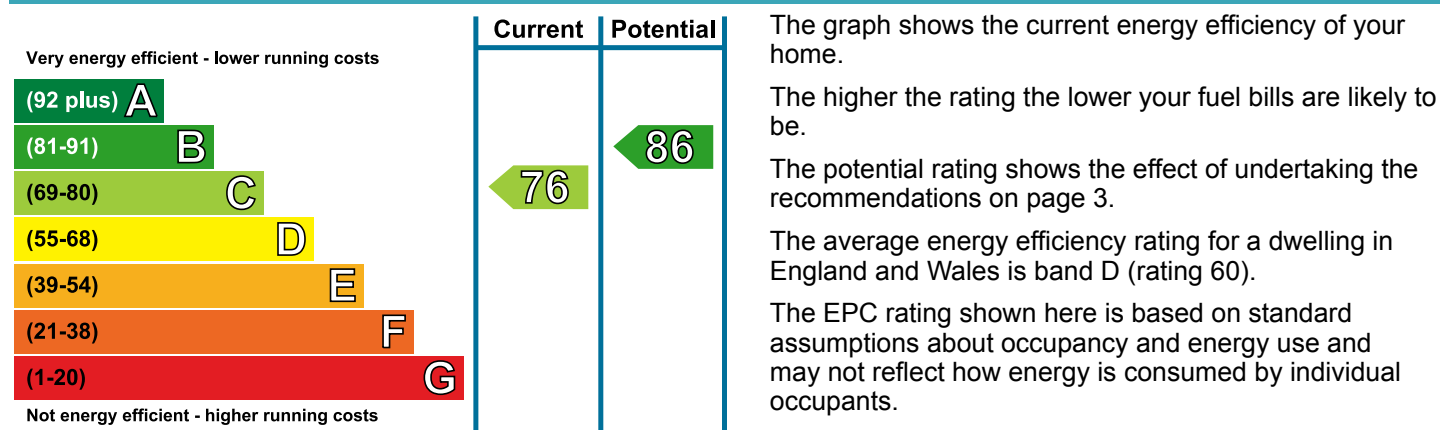 Current Potential
Very energy efficient - lower running costs
(92 plus) A
(81-91) B
86
(69-80) C
76
(55-68) D
(39-54) E
(21-38) F
(1-20) G
Not energy efficient - higher running costs
The graph shows the current energy efficiency of your
home.
The higher the rating the lower your fuel bills are likely to
be.
The potential rating shows the effect of undertaking the
recommendations on page 3.
The average energy efficiency rating for a dwelling in
England and Wales is band D (rating 60).
The EPC rating shown here is based on standard
assumptions about occupancy and energy use and
may not reflect how energy is consumed by individual
occupants.